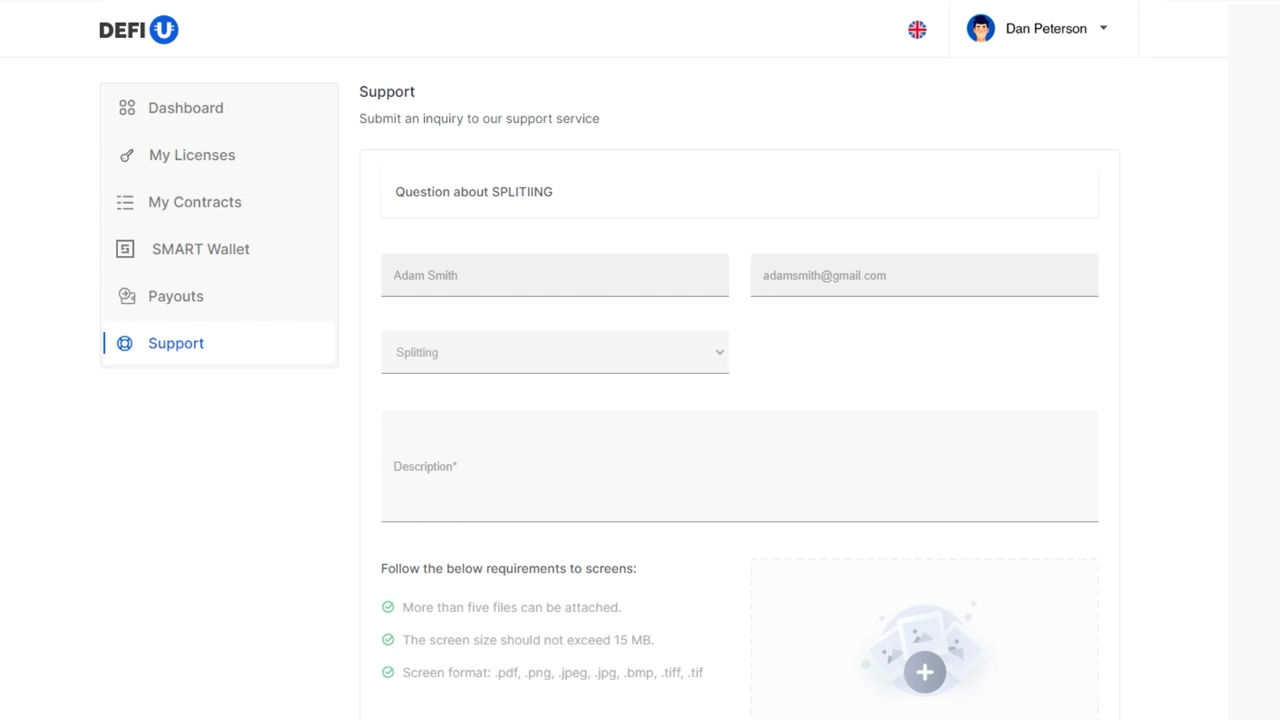 DEFI U
Dan Peterson
Dashboard
My Licenses
My Contracts
SMART Wallet
Payouts
Support
Support
Submit an inquiry to our support service
Question about SPLITIING
Adam Smith
adamsmith@gmail.com
Splitting
Description*
Follow the below requirements to screens:
More than five files can be attached.
The screen size should not exceed 15 MB.
Screen format: .pdf, .png, .jpeg, .jpg, .bmp, .tiff, .tif